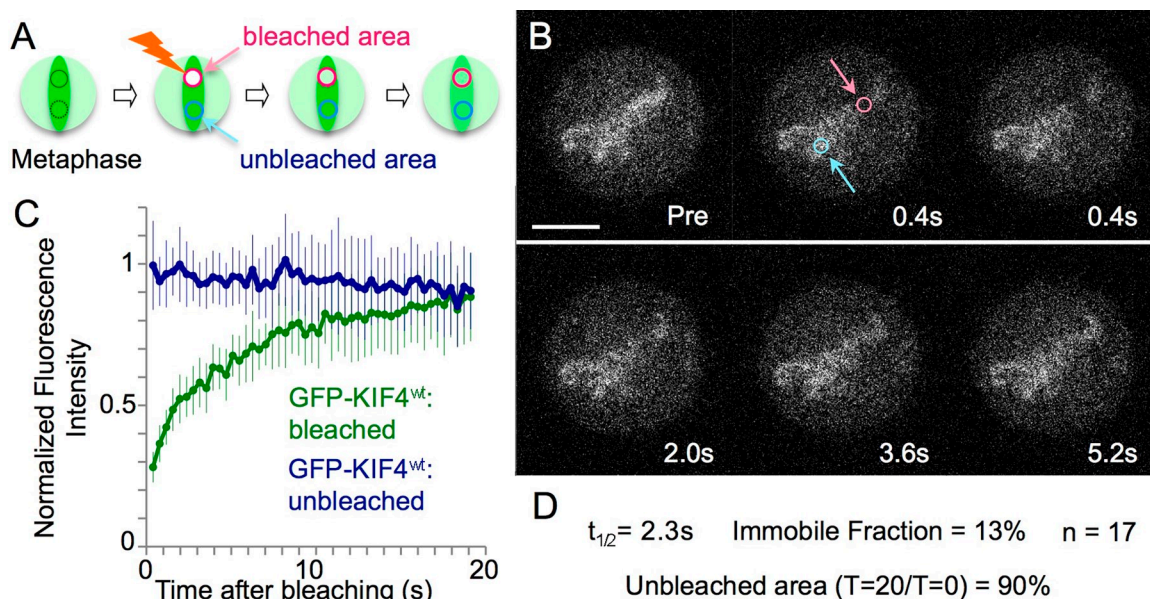 A
bleached area
Metaphase
unbleached area
B
Pre
0.4s
0.4s
2.0s
3.6s
5.2s
C
Normalized Fluorescence
Intensity
1
0.5
0
0
10
20
Time after bleaching (s)
GFP-KIF4wt:
bleached
GFP-KIF4wt:
unbleached
D
t1/2= 2.3s Immobile Fraction = 13% n = 17
Unbleached area (T=20/T=0) = 90%